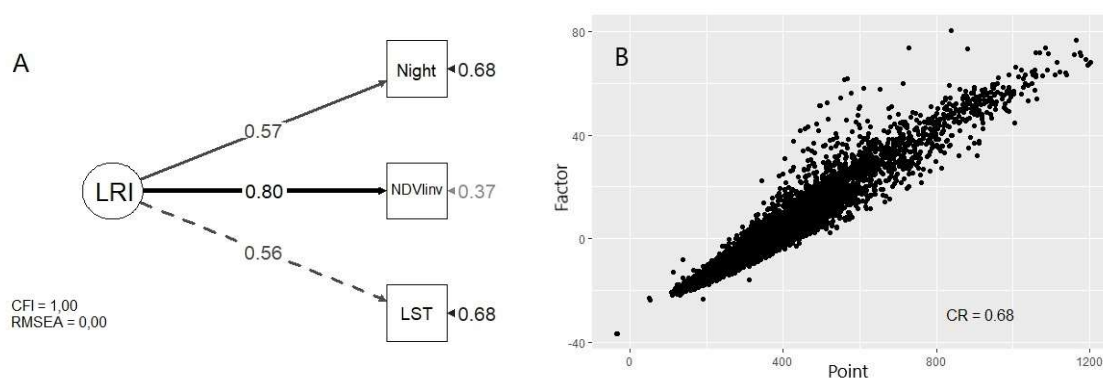 A
Night
0.68
0.57
LRI
0.80
NDVIinv
0.37
0.56
LST
0.68
CFI = 1,00
RMSEA = 0,00
B
80
40
0
-40
Factor
CR = 0.68
0
400
800
1200
Point